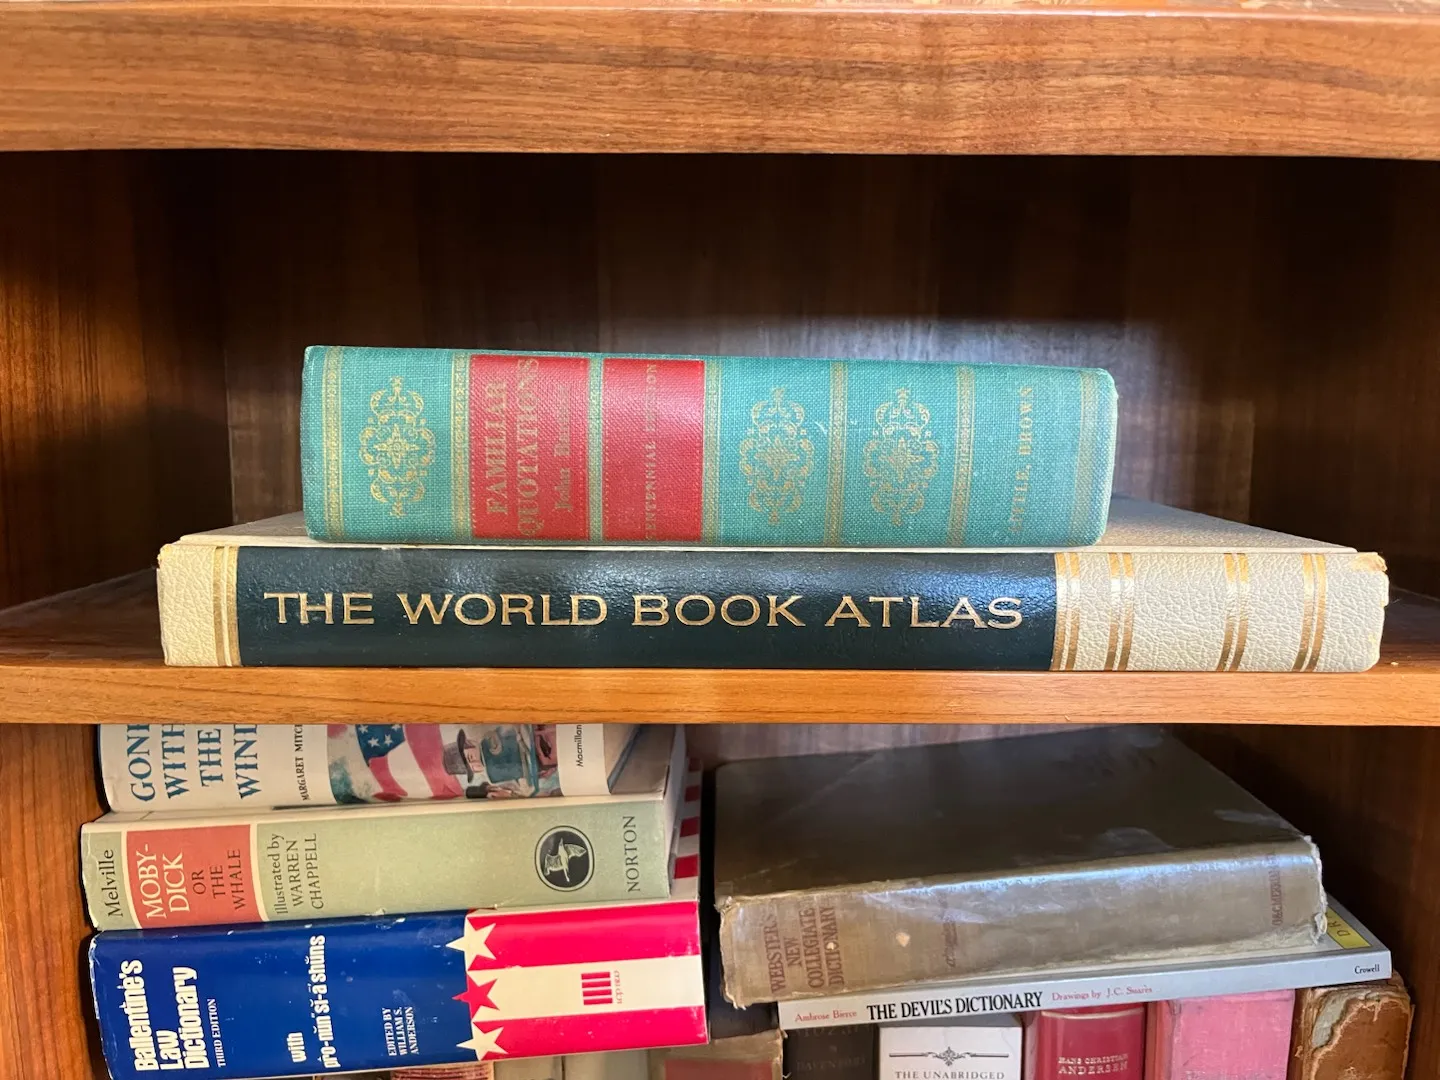 FAMILIAR
QUOTATIONS
John
CENTENNIAL EDITION
LITTLE, BROWN
THE WORLD BOOK ATLAS
GONE
WITH
THE
WIND
MARGARET MITC
Macmillan
Melville
MOBY-
DICK
OR
THE
WHALE
Illustrated by
WARREN
CHAPPELL
NORTON
Ballentine's
Law
Dictionary
THIRD EDITION
with
pro-nun si-a shuns
EDITED BY
WILLIAM S.
ANDERSON
WEBSTER'S
NEW
COLLEGIATE
DICTIONARY
G.&C. MERRIAM
Ambrose Bierce THE DEVIL'S DICTIONARY Drawings by J.C. Suarès
Crowell
DAVENPORT
THE UNABRIDGED
HANS CHRISTIAN
ANDERSEN